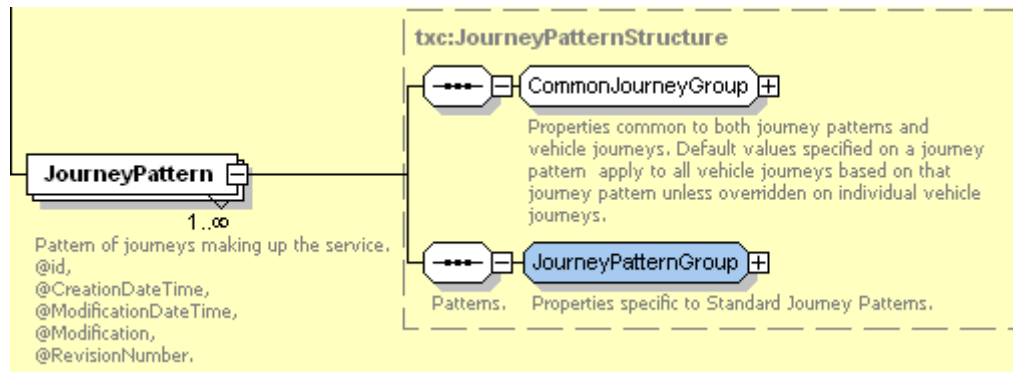 txc:JourneyPatternStructure
CommonJourneyGroup
Properties common to both journey patterns and
vehicle journeys. Default values specified on a journey
pattern apply to all vehicle journeys based on that
journey pattern unless overridden on individual vehicle
journeys.
JourneyPattern
1..∞
Pattern of journeys making up the service.
@id,
@CreationDateTime,
@ModificationDateTime,
@Modification,
@RevisionNumber.
JourneyPatternGroup
Patterns.
Properties specific to Standard Journey Patterns.